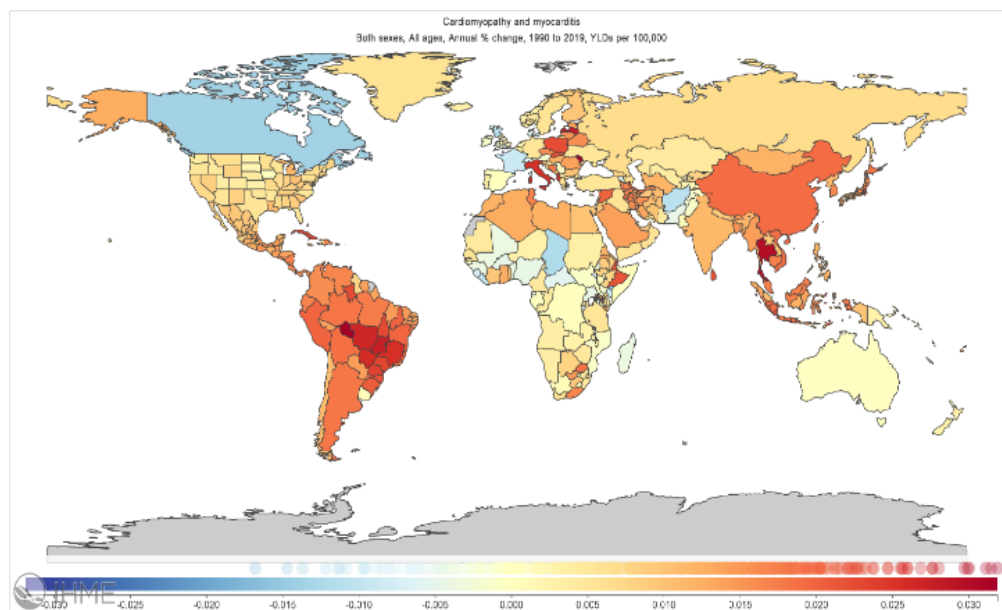 Cardiomyopathy and myocarditis
Both sexes, All ages, Annual % change, 1990 to 2019, YLDs per 100,000
IHME
-0.030 -0.025 -0.020 -0.015 -0.010 -0.005 0.000 0.005 0.010 0.015 0.020 0.025 0.030